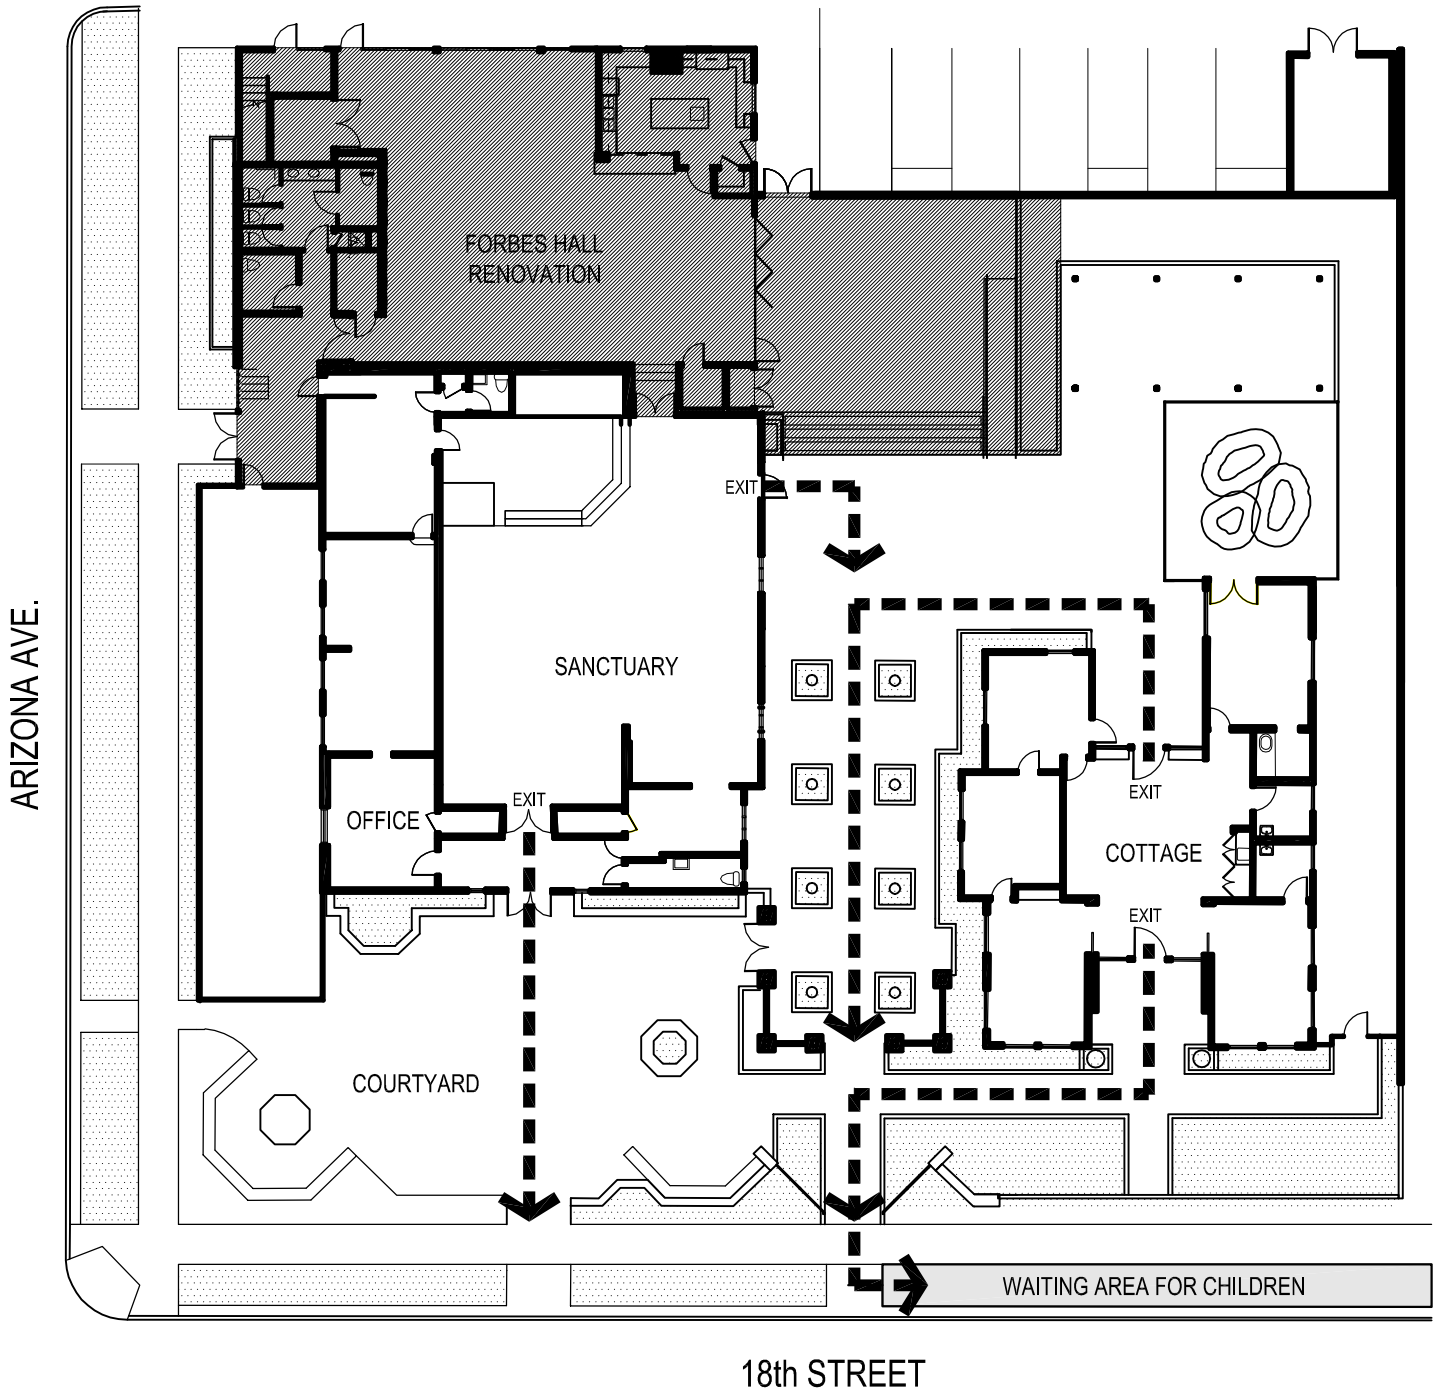 FORBES HALL
RENOVATION
EXIT
ARIZONA AVE.
SANCTUARY
EXIT
EXIT
OFFICE
COTTAGE
EXIT
COURTYARD
WAITING AREA FOR CHILDREN
18th STREET